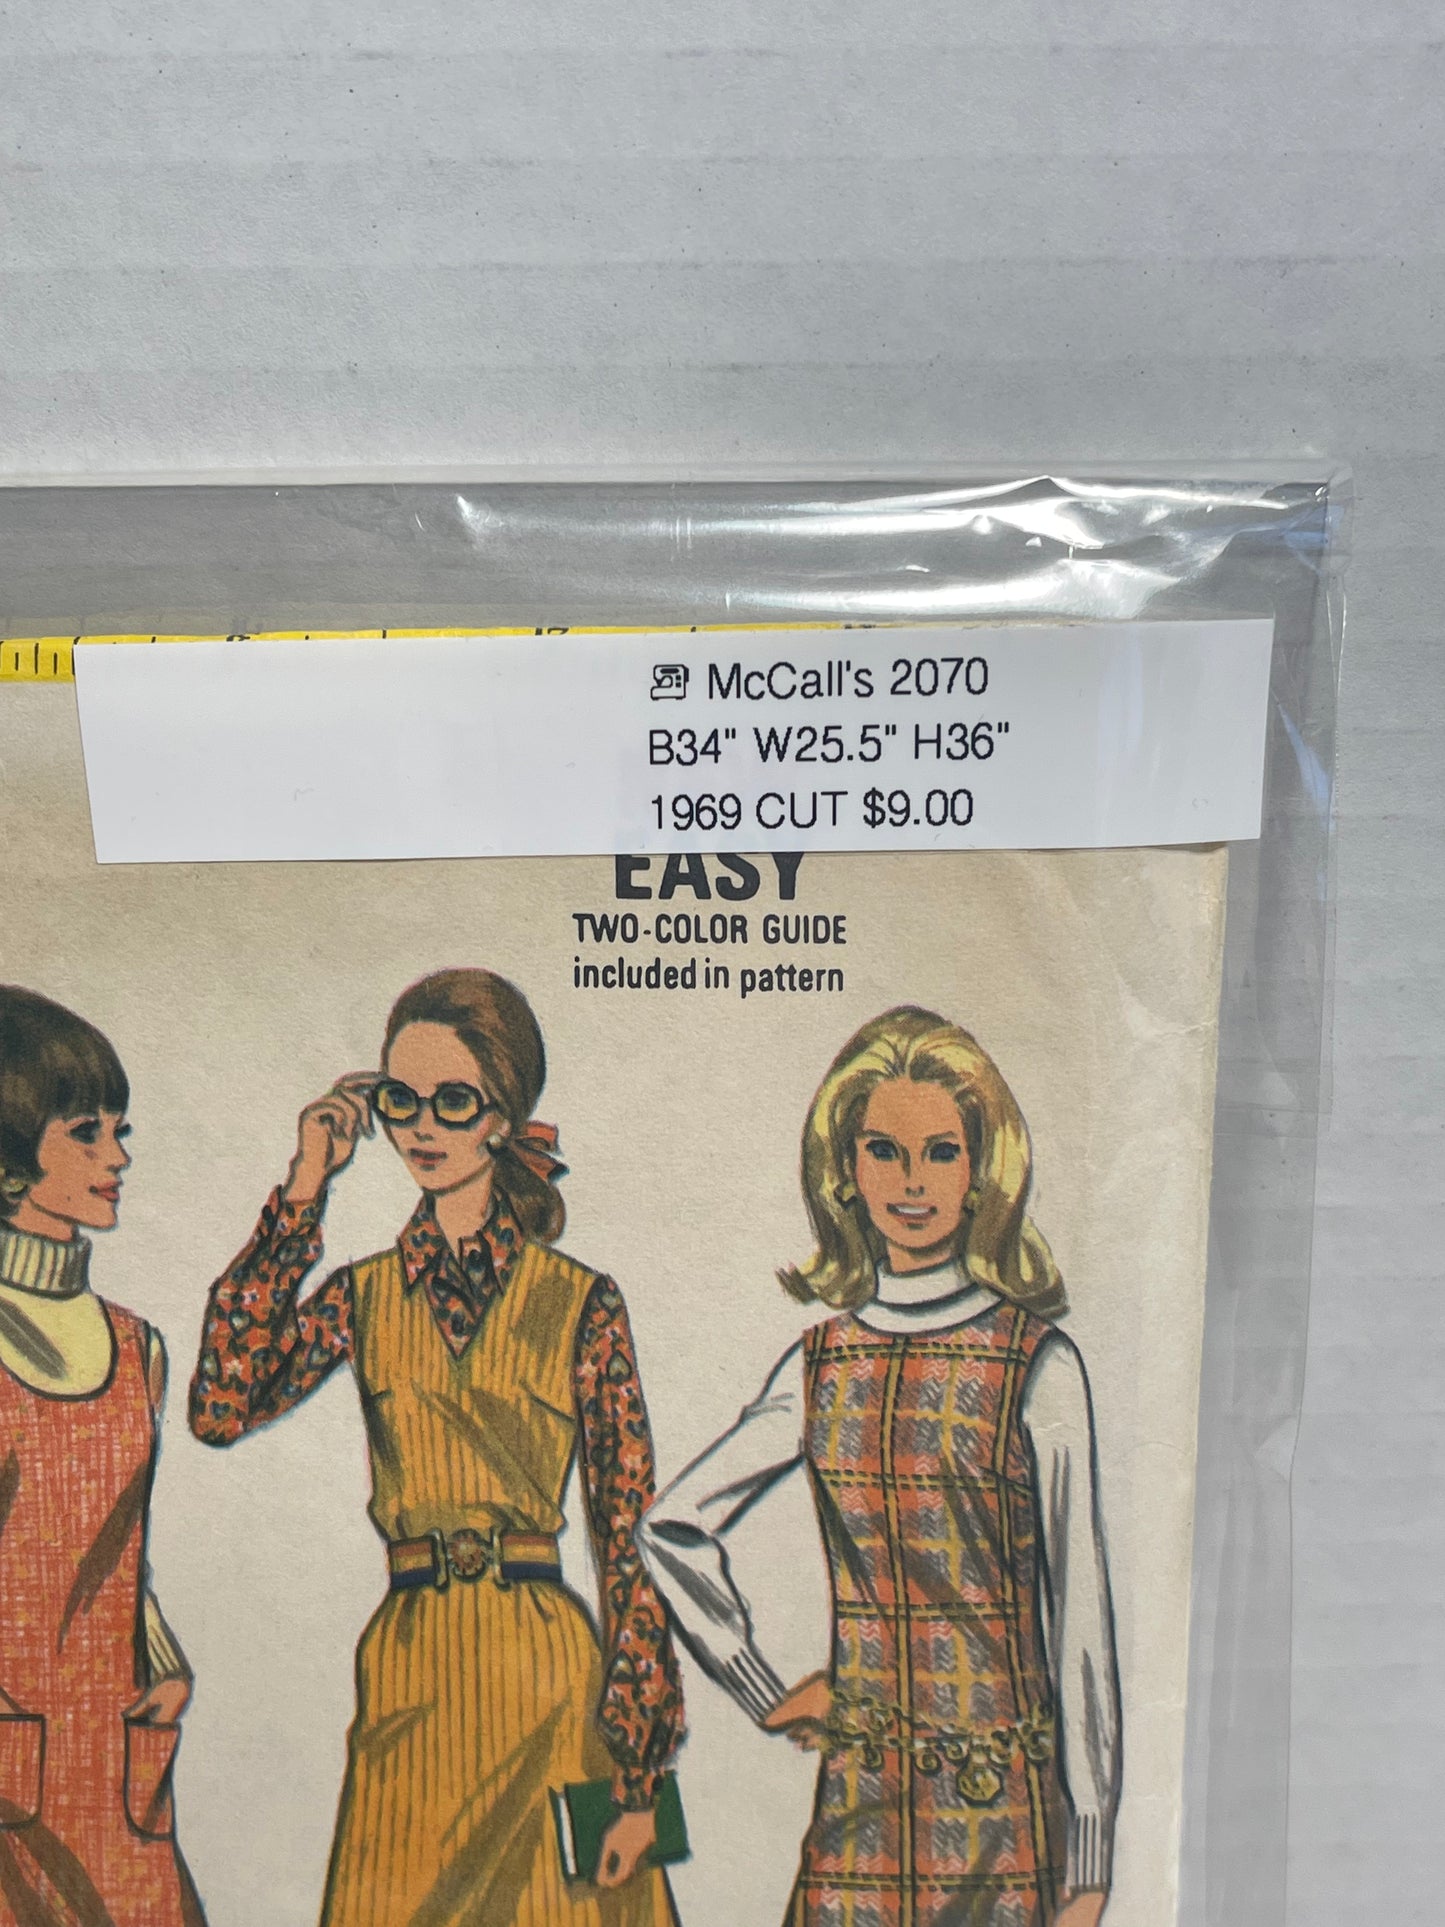 McCall's 2070
B34" W25.5" H36"
1969 CUT $9.00
EASY
TWO-COLOR GUIDE
included in pattern